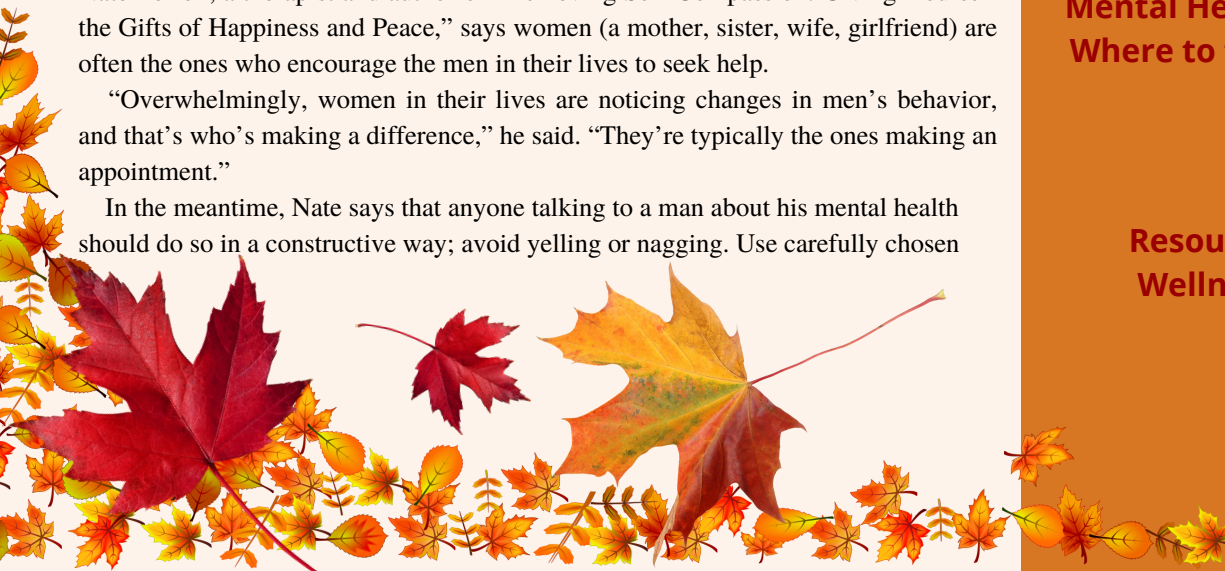 the Gifts of Happiness and Peace,” says women (a mother, sister, wife, girlfriend) are
often the ones who encourage the men in their lives to seek help.
“Overwhelmingly, women in their lives are noticing changes in men’s behavior,
and that’s who’s making a difference,” he said. “They’re typically the ones making an
appointment.”
In the meantime, Nate says that anyone talking to a man about his mental health
should do so in a constructive way; avoid yelling or nagging. Use carefully chosen
Mental He
Where to
Resou
Welln